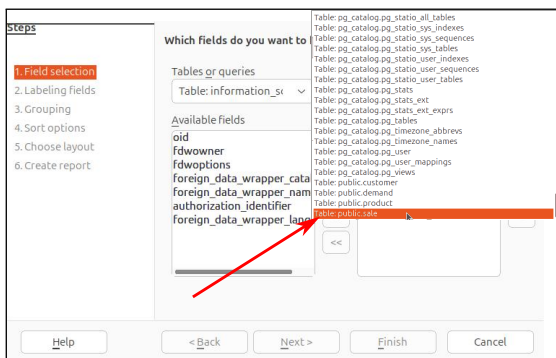 Steps
1. Field selection
2. Labeling fields
3. Grouping
4. Sort options
5. Choose layout
6. Create report
Which fields do you want to
Tables or queries
Table: information_sc
Available fields
oid
fdwowner
fdwoptions
foreign_data_wrapper_cata
foreign_data_wrapper_nam
authorization_identifier
foreign_data_wrapper_lang
Table: pg_catalog.pg_statio_all_tables
Table: pg_catalog.pg_statio_sys_indexes
Table: pg_catalog.pg_statio_sys_sequences
Table: pg_catalog.pg_statio_sys_tables
Table: pg_catalog.pg_statio_user_indexes
Table: pg_catalog.pg_statio_user_sequences
Table: pg_catalog.pg_statio_user_tables
Table: pg_catalog.pg_stats
Table: pg_catalog.pg_stats_ext
Table: pg_catalog.pg_stats_ext_exprs
Table: pg_catalog.pg_tables
Table: pg_catalog.pg_timezone_abbrevs
Table: pg_catalog.pg_timezone_names
Table: pg_catalog.pg_user
Table: pg_catalog.pg_user_mappings
Table: pg_catalog.pg_views
Table: public.customer
Table: public.demand
Table: public.product
Table: public.sale
<<
Help
< Back
Next >
Finish
Cancel